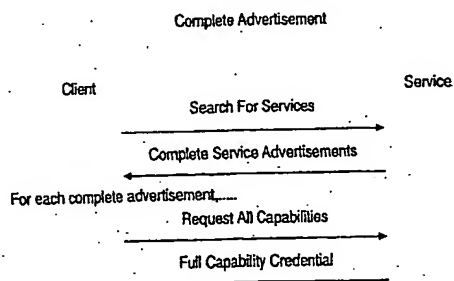 Complete Advertisement
Client
Service
Search For Services
Complete Service Advertisements
For each complete advertisement,.....
Request All Capabilities
Full Capability Credential